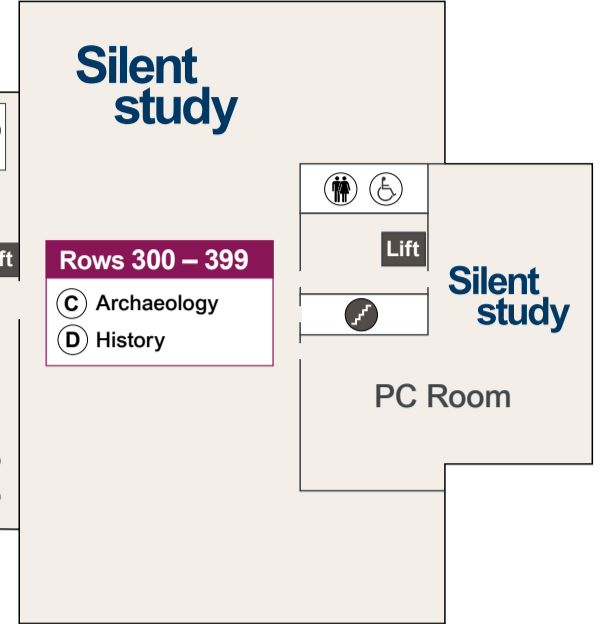 Silent
study
Lift
Rows 300 – 399
C Archaeology
D History
Silent
study
PC Room